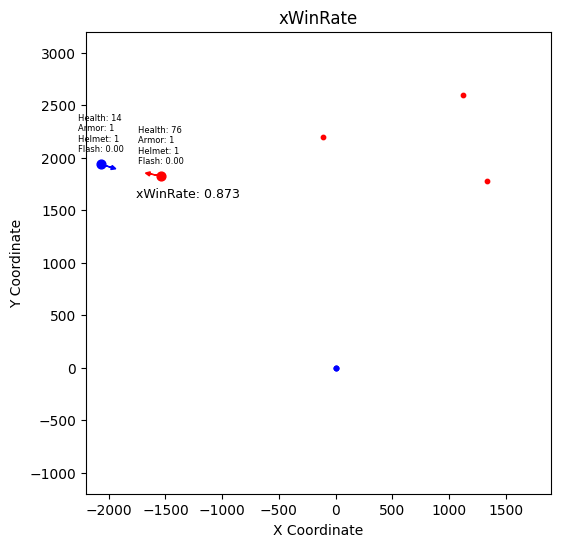 xWinRate
3000
2500
2000
1500
1000
500
0
−500
−1000
Y Coordinate
Health: 14
Armor: 1
Helmet: 1
Flash: 0.00
Health: 76
Armor: 1
Helmet: 1
Flash: 0.00
xWinRate: 0.873
−2000 −1500 −1000 −500 0 500 1000 1500
X Coordinate